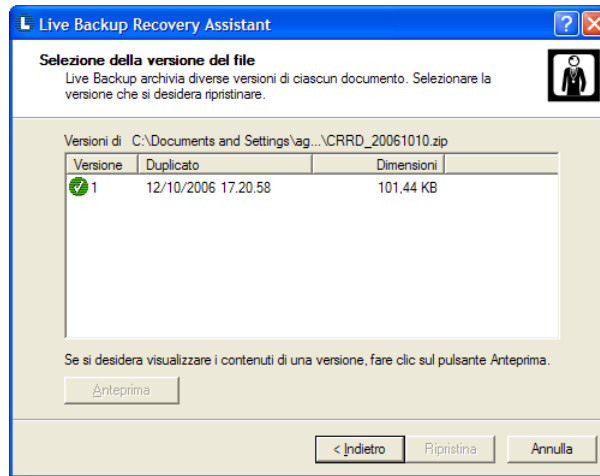 Live Backup Recovery Assistant
Selezione della versione del file
Live Backup archivia diverse versioni di ciascun documento. Selezionare la
versione che si desidera ripristinare.
Versioni di C:\Documents and Settings\ag...\CRRD_20061010.zip
Versione Duplicato Dimensioni
1 12/10/2006 17.20.58 101,44 KB
Se si desidera visualizzare i contenuti di una versione, fare clic sul pulsante Anteprima.
Anteprima
< Indietro Ripristina Annulla